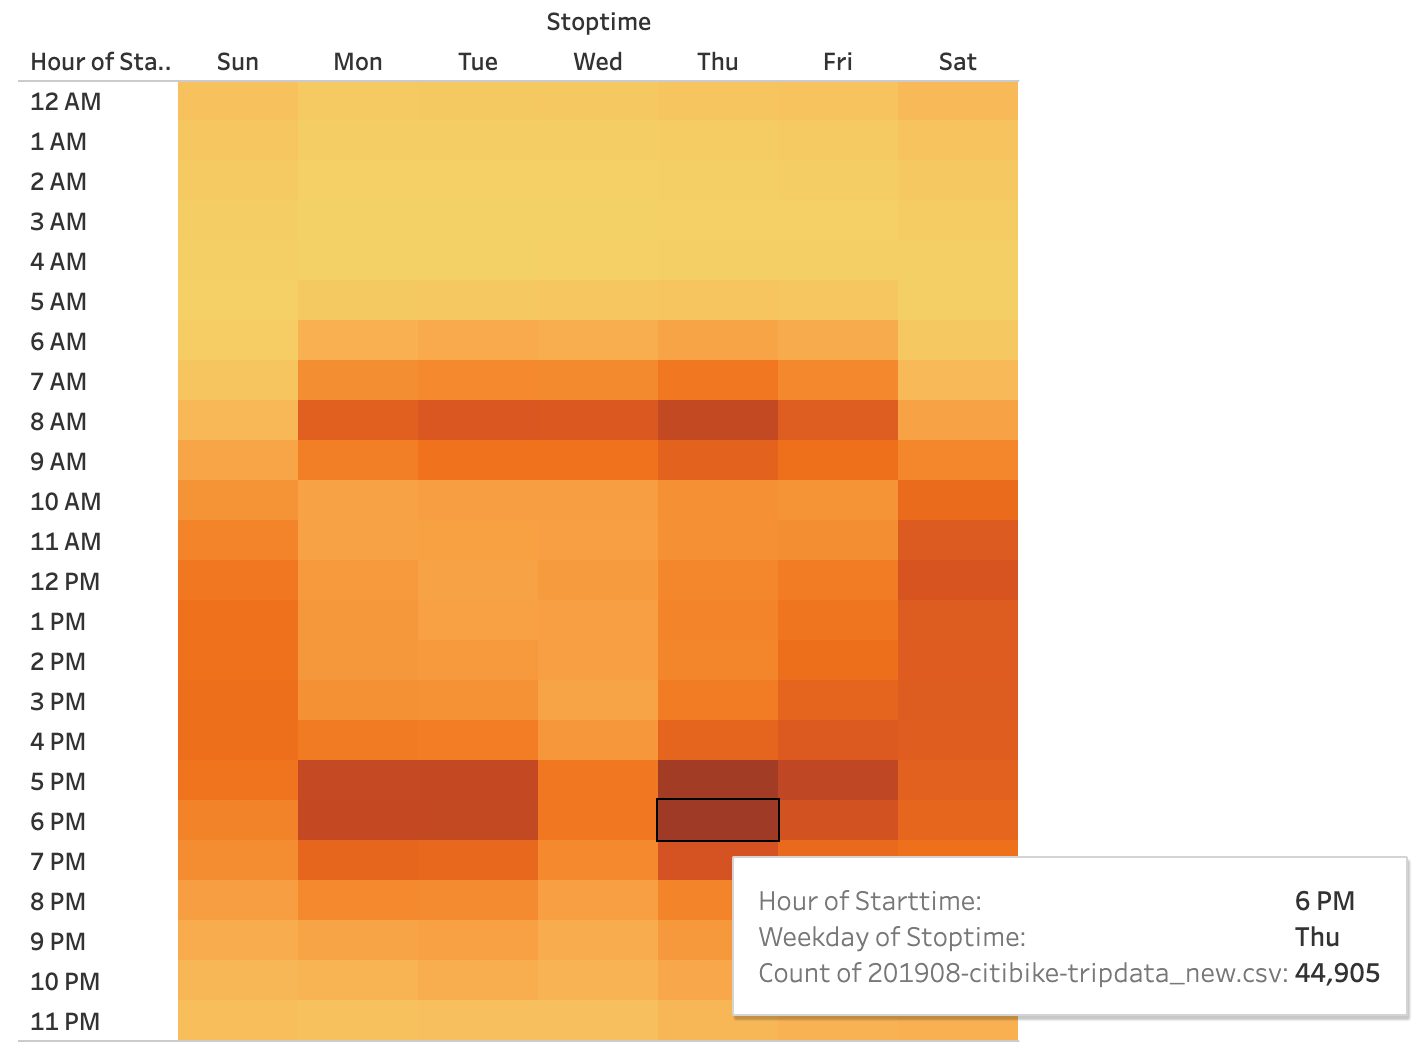 Stoptime
Hour of Sta.. Sun Mon Tue Wed Thu Fri Sat
12 AM
1 AM
2 AM
3 AM
4 AM
5 AM
6 AM
7 AM
8 AM
9 AM
10 AM
11 AM
12 PM
1 PM
2 PM
3 PM
4 PM
5 PM
6 PM
7 PM
8 PM
9 PM
10 PM
11 PM
Hour of Starttime: 6 PM
Weekday of Stoptime: Thu
Count of 201908-citibike-tripdata_new.csv: 44,905